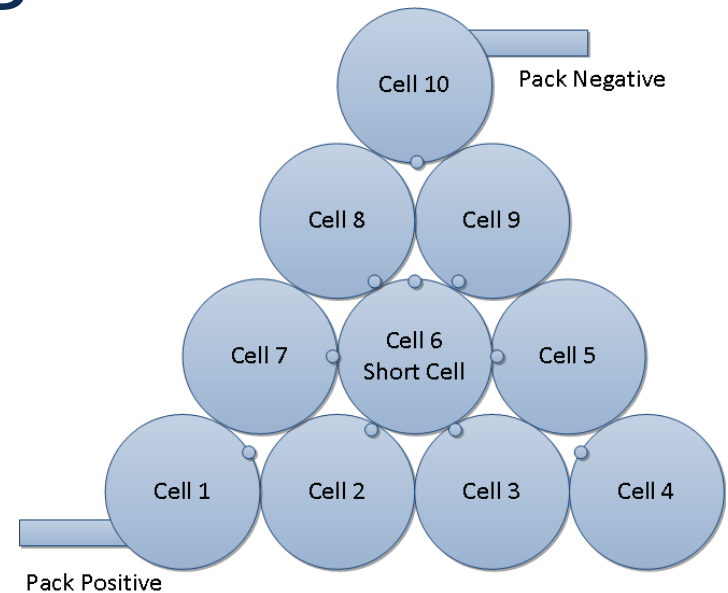 Cell 10
Pack Negative
Cell 8
Cell 9
Cell 7
Cell 6
Short Cell
Cell 5
Cell 1
Cell 2
Cell 3
Cell 4
Pack Positive